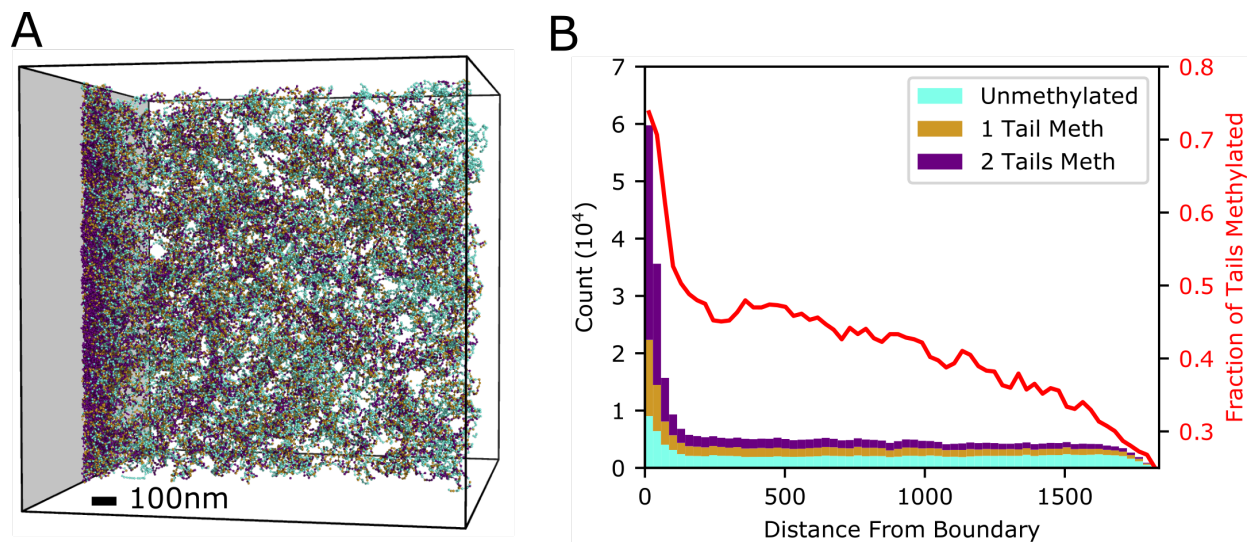 A
100nm
B
7
6
5
4
3
2
1
0
Count (10⁴)
0
500
1000
1500
Distance From Boundary
Unmethylated
1 Tail Meth
2 Tails Meth
0.8
0.7
0.6
0.5
0.4
0.3
Fraction of Tails Methylated